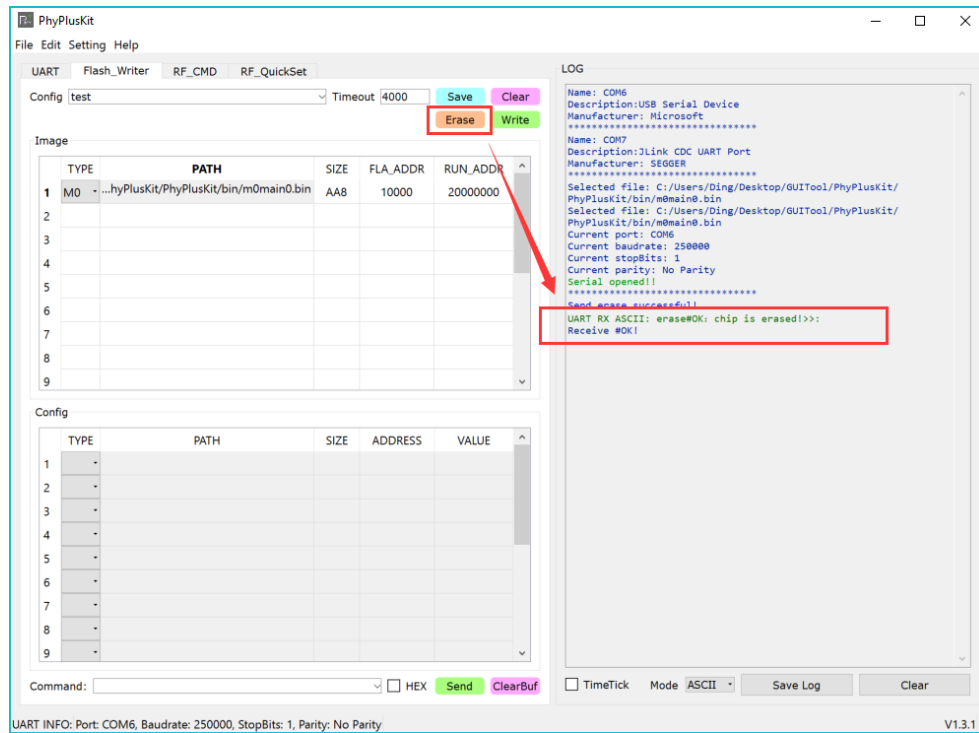 PhyPlusKit
File Edit Setting Help
UART Flash_Writer RF_CMD RF_QuickSet
Config test Timeout 4000 Save Clear
Erase Write
Image
TYPE PATH SIZE FLA_ADDR RUN_ADDR
1 M0 ...hyPlusKit/PhyPlusKit/bin/m0main0.bin AA8 10000 20000000
2
3
4
5
6
7
8
9
Config
TYPE PATH SIZE ADDRESS VALUE
1
2
3
4
5
6
7
8
9
Command: HEX Send ClearBuf
LOG
Name: COM6
Description:USB Serial Device
Manufacturer: Microsoft
********************************
Name: COM7
Description:JLink CDC UART Port
Manufacturer: SEGGER
********************************
Selected file: C:/Users/Ding/Desktop/GUITool/PhyPlusKit/
PhyPlusKit/bin/m0main0.bin
Selected file: C:/Users/Ding/Desktop/GUITool/PhyPlusKit/
PhyPlusKit/bin/m0main0.bin
Current port: COM6
Current baudrate: 250000
Current stopBits: 1
Current parity: No Parity
Serial opened!!
********************************
Send erase successful!
UART RX ASCII: erase#OK: chip is erased!>>:
Receive #OK!
TimeTick Mode ASCII Save Log Clear
UART INFO: Port: COM6, Baudrate: 250000, StopBits: 1, Parity: No Parity
V1.3.1